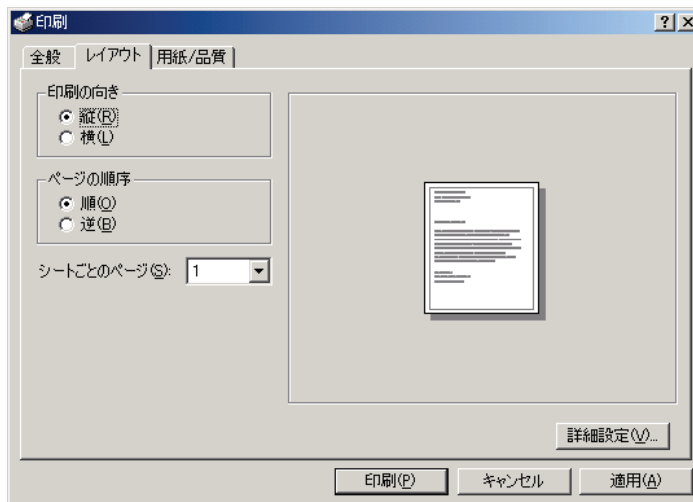 印刷
全般 レイアウト 用紙/品質
印刷の向き
縦(R)
横(L)
ページの順序
順(O)
逆(B)
シートごとのページ(S): 1
詳細設定(V)...
印刷(P) キャンセル 適用(A)